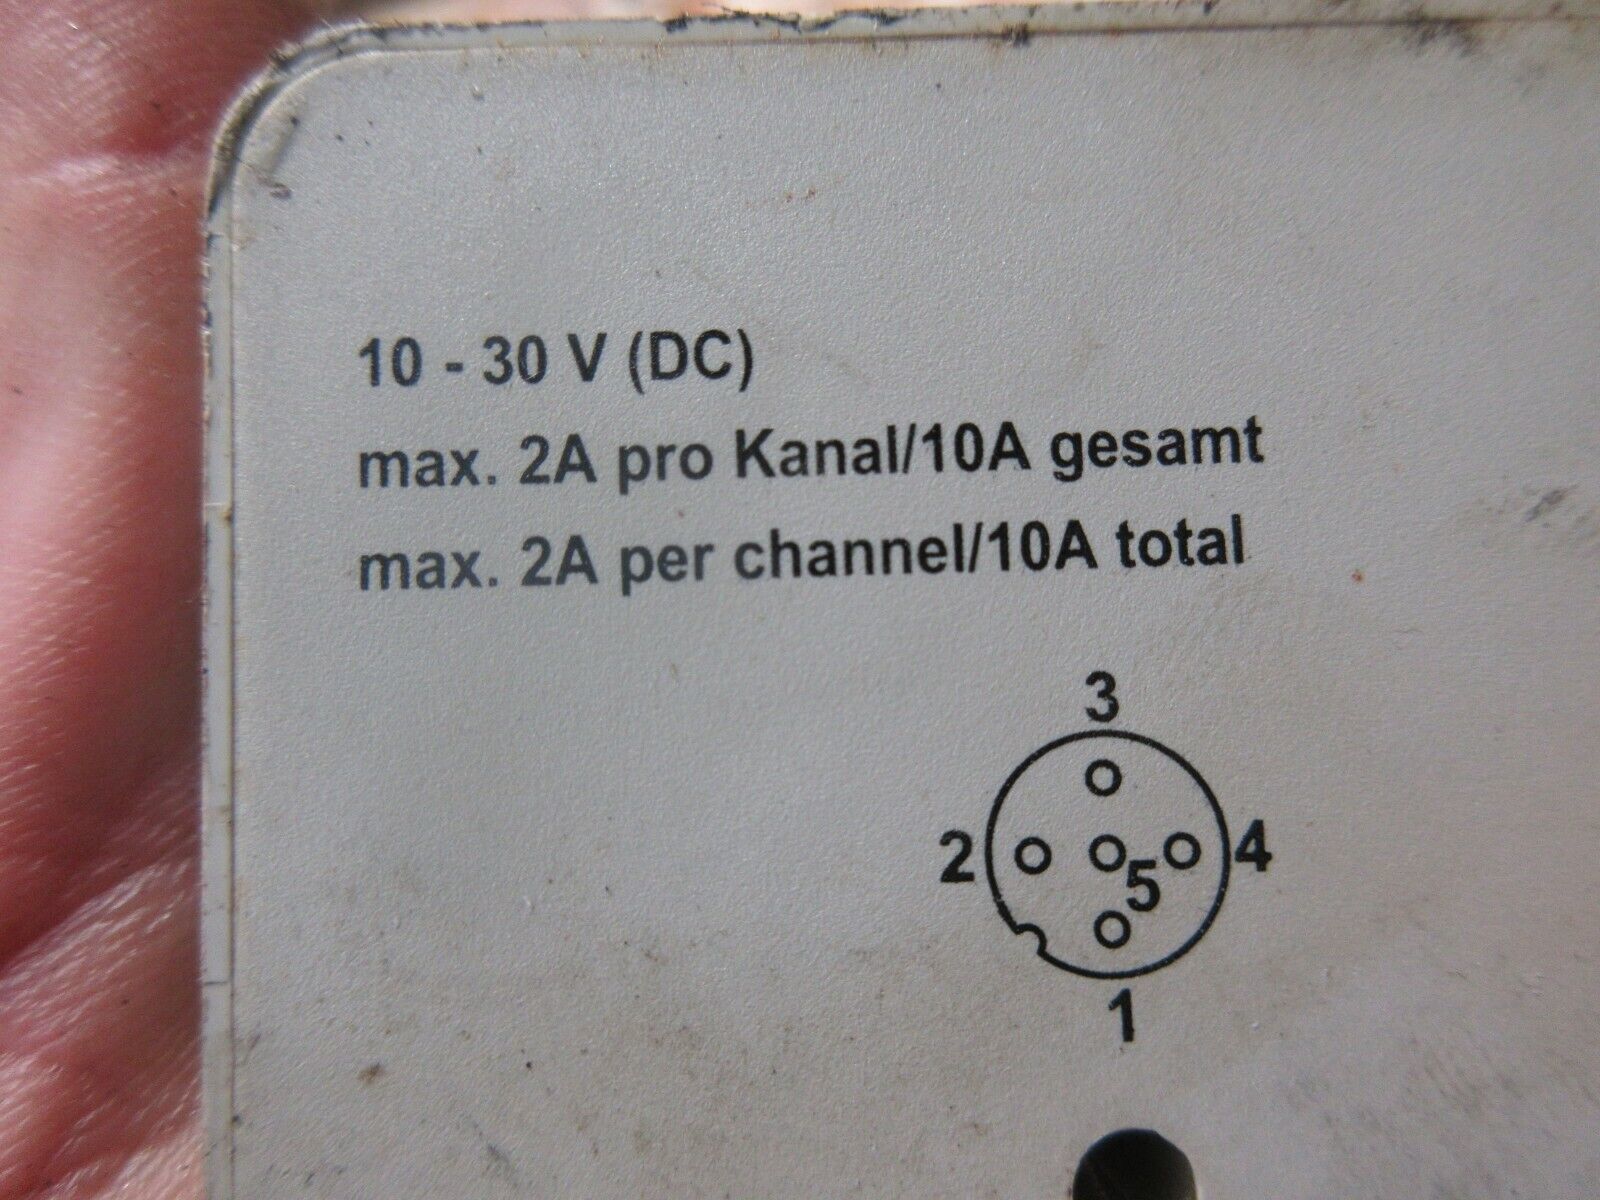 10 - 30 V (DC)
max. 2A pro Kanal/10A gesamt
max. 2A per channel/10A total
3
2
5
4
1